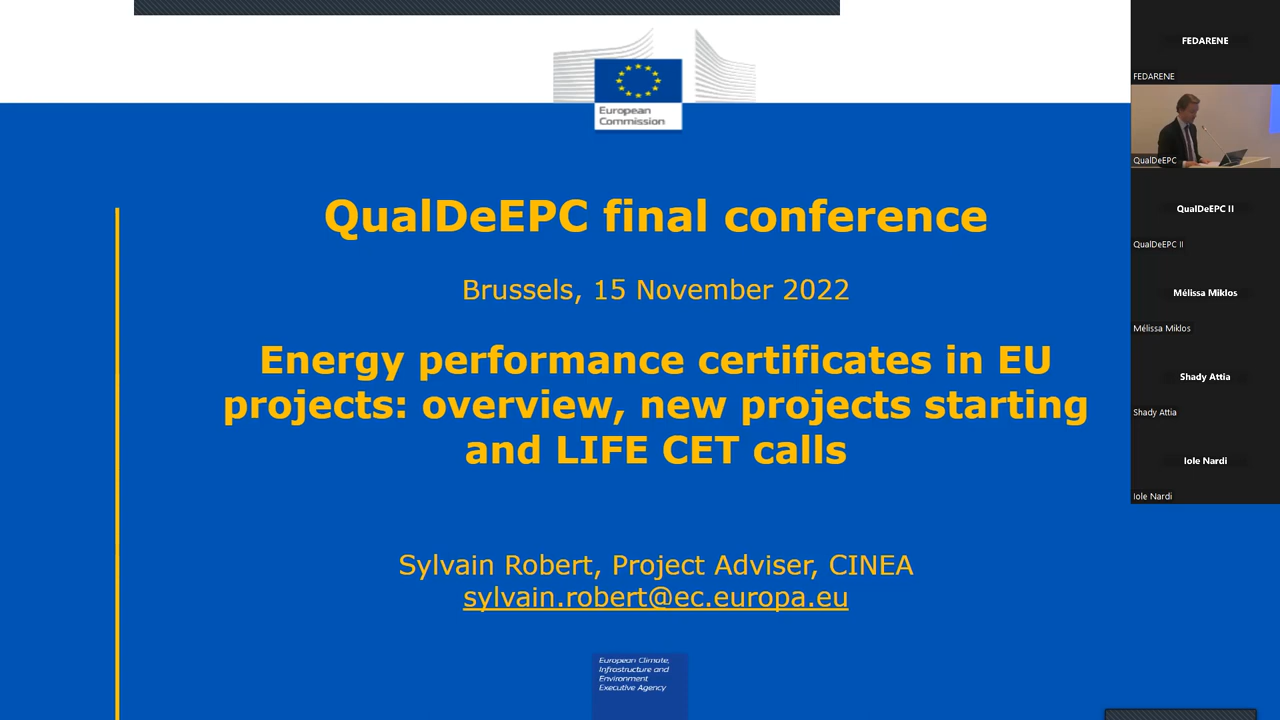 European
Commission
QualDeEPC final conference
Brussels, 15 November 2022
Energy performance certificates in EU
projects: overview, new projects starting
and LIFE CET calls
Sylvain Robert, Project Adviser, CINEA
sylvain.robert@ec.europa.eu
European Climate,
Infrastructure and
Environment
Executive Agency
FEDARENE
FEDARENE
QualDeEPC
QualDeEPC II
QualDeEPC II
Mélissa Miklos
Mélissa Miklos
Shady Attia
Shady Attia
Iole Nardi
Iole Nardi